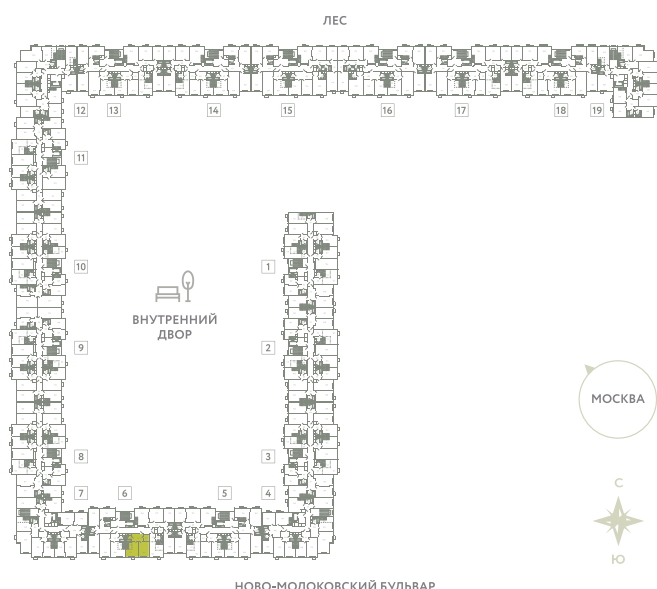 ЛЕС
12 13 14 15 16 17 18 19
11
10 1
ВНУТРЕННИЙ
ДВОР
9 2
МОСКВА
8 3
С
7 6 5 4
Ю
НОВО-МОЛОКОВСКИЙ БУЛЬВАР